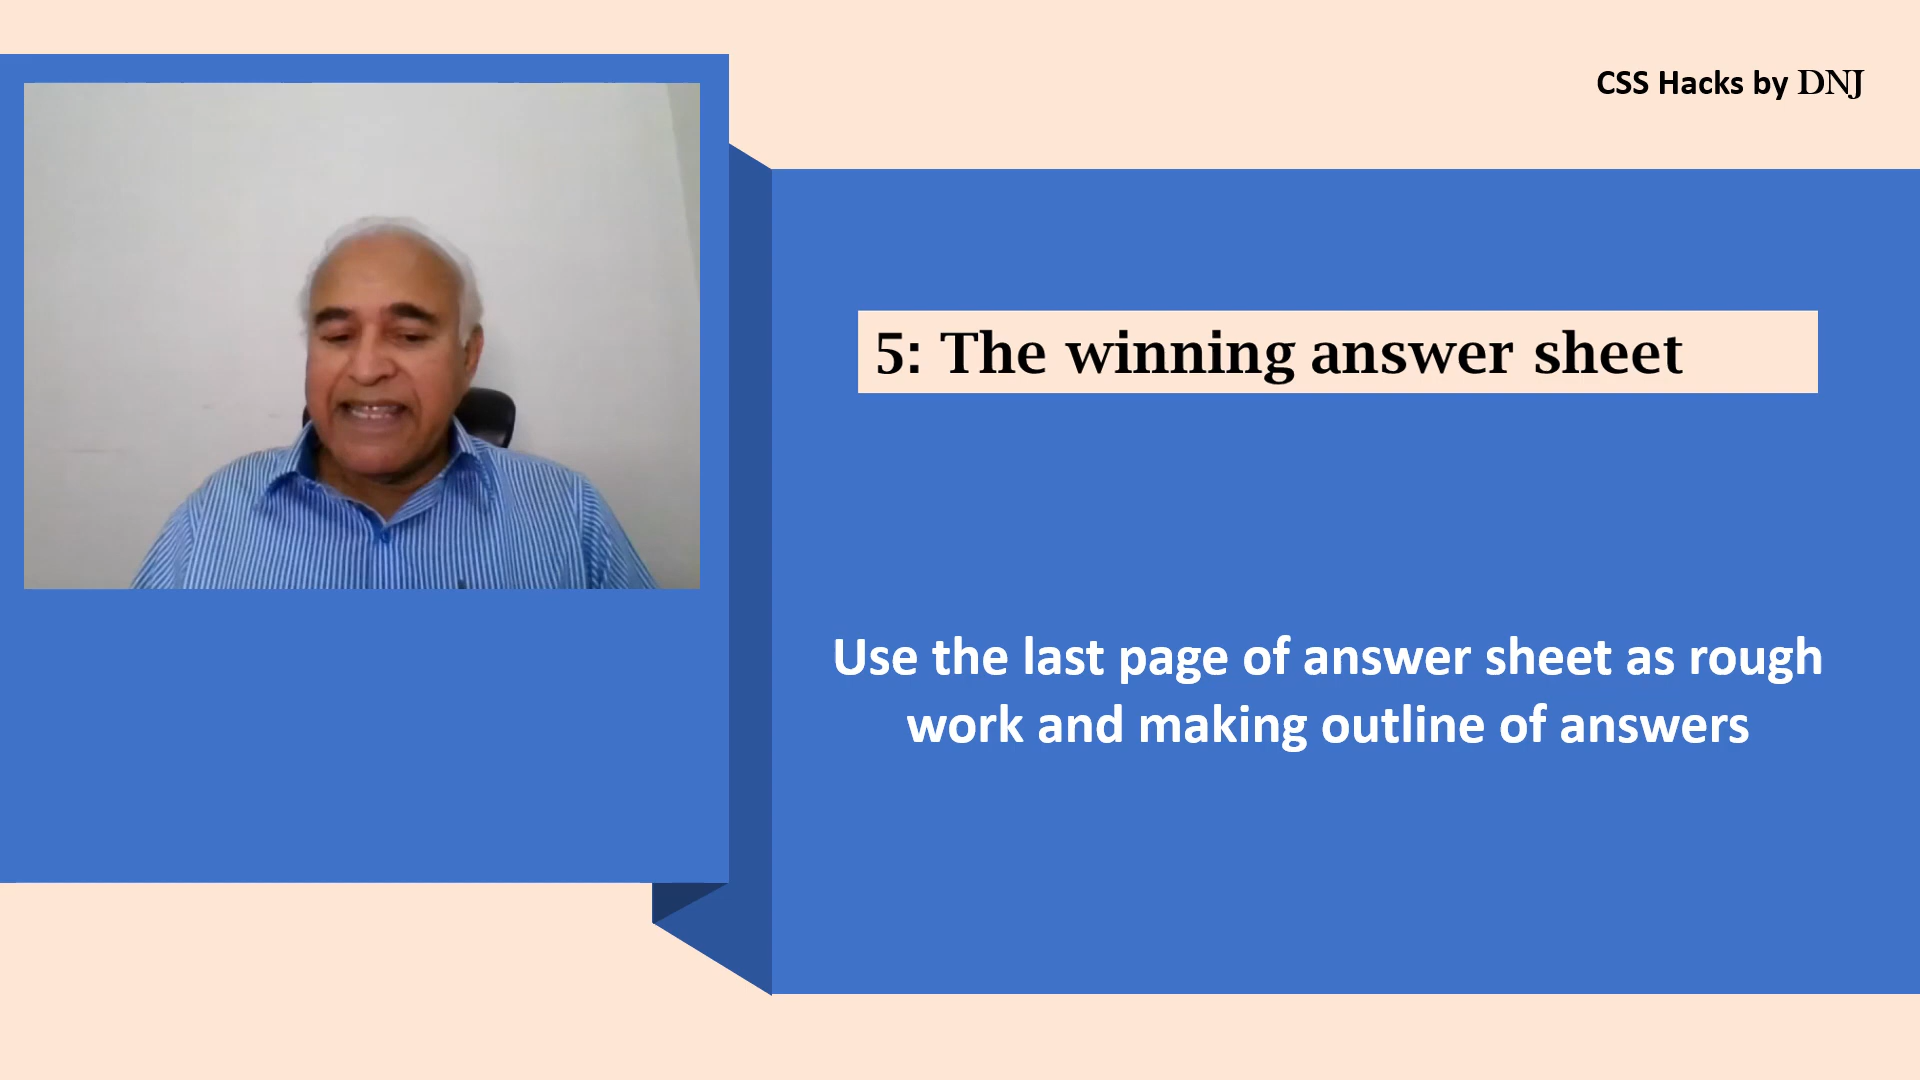 CSS Hacks by DNJ
5: The winning answer sheet
Use the last page of answer sheet as rough
work and making outline of answers